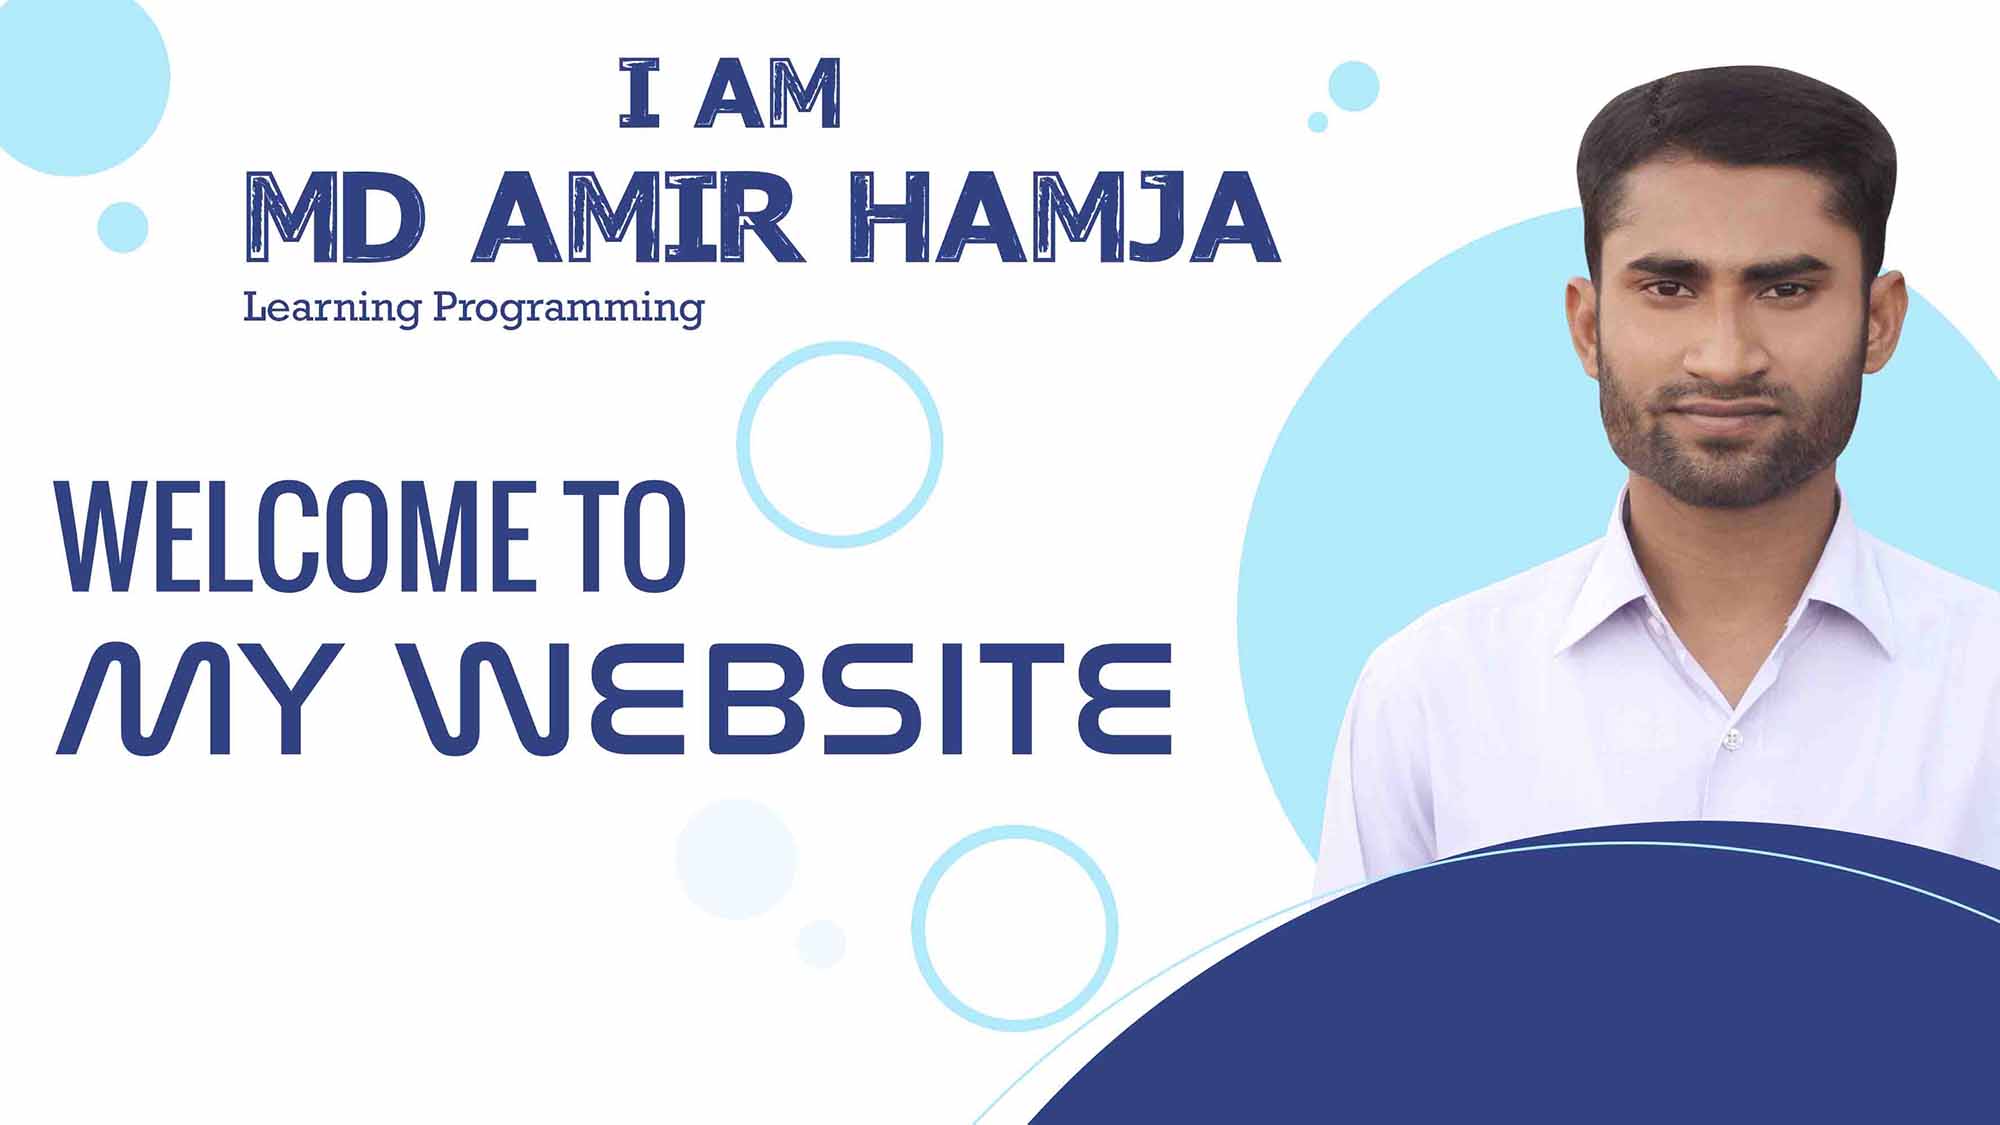 I AM
MD AMIR HAMJA
Learning Programming
WELCOME TO
MY WEBSITE